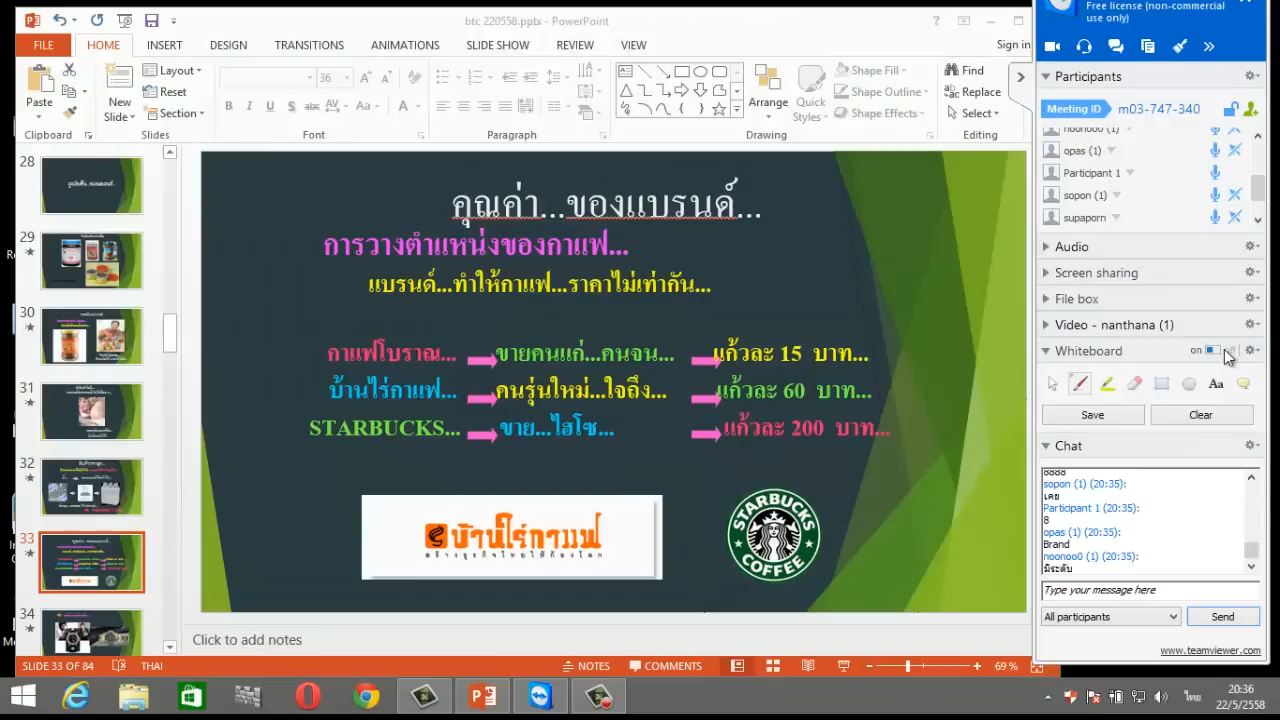 btc 220558.pptx - PowerPoint
Free license (non-commercial
use only)
FILE HOME INSERT DESIGN TRANSITIONS ANIMATIONS SLIDE SHOW REVIEW VIEW
Sign in
Paste
New
Slide
Layout
Reset
Section
36
Arrange
Quick
Styles
Shape Fill
Shape Outline
Shape Effects
Find
Replace
Select
Clipboard Slides Font Paragraph Drawing Editing
28
29
30
31
32
33
34
คุณค่า...ของแบรนด์...
การวางตำแหน่งของกาแฟ...
แบรนด์...ทำให้กาแฟ...ราคาไม่เท่ากัน...
กาแฟโบราณ... ขายคนแก่...คนจน... แก้วละ 15 บาท...
บ้านไร่กาแฟ... คนรุ่นใหม่...ใจถึง... แก้วละ 60 บาท...
STARBUCKS... ขาย...ไฮโซ... แก้วละ 200 บาท...
บ้านไร่กาแฟ
STARBUCKS
COFFEE
Click to add notes
SLIDE 33 OF 84 THAI NOTES COMMENTS 69 %
Participants
Meeting ID m03-747-340
opas (1)
Participant 1
sopon (1)
supaporn
Audio
Screen sharing
File box
Video - nanthana (1)
Whiteboard on
Aa
Save Clear
Chat
8888
sopon (1) (20:35):
เคย
Participant 1 (20:35):
8
opas (1) (20:35):
Brand
noonoo0 (1) (20:35):
มีระดับ
Type your message here
All participants Send
www.teamviewer.com
20:36
22/5/2558